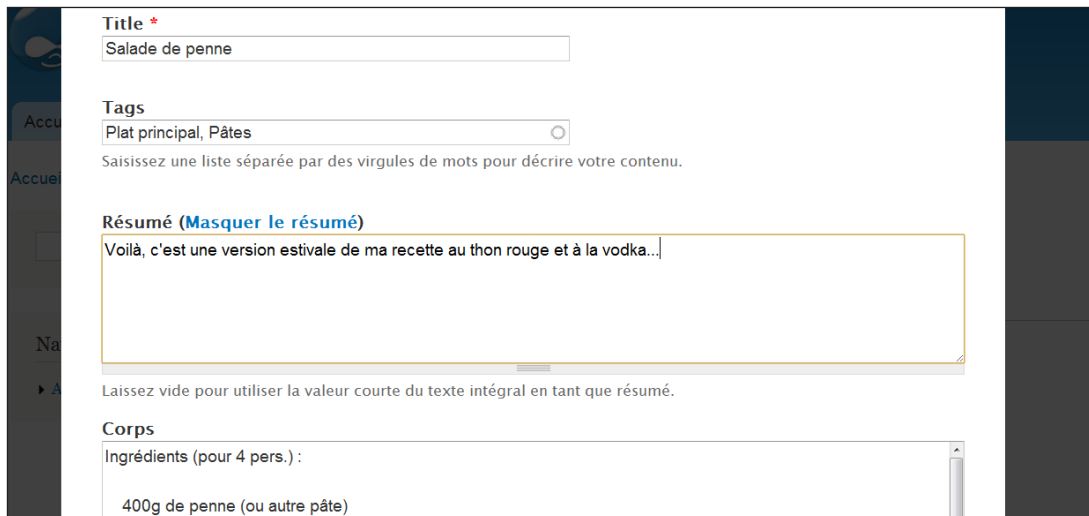 Title *
Salade de penne
Tags
Accu
Plat principal, Pâtes
Saisissez une liste séparée par des virgules de mots pour décrire votre contenu.
Accuei
Résumé (Masquer le résumé)
Voilà, c'est une version estivale de ma recette au thon rouge et à la vodka...
Na
A
Laissez vide pour utiliser la valeur courte du texte intégral en tant que résumé.
Corps
Ingrédients (pour 4 pers.) :
400g de penne (ou autre pâte)